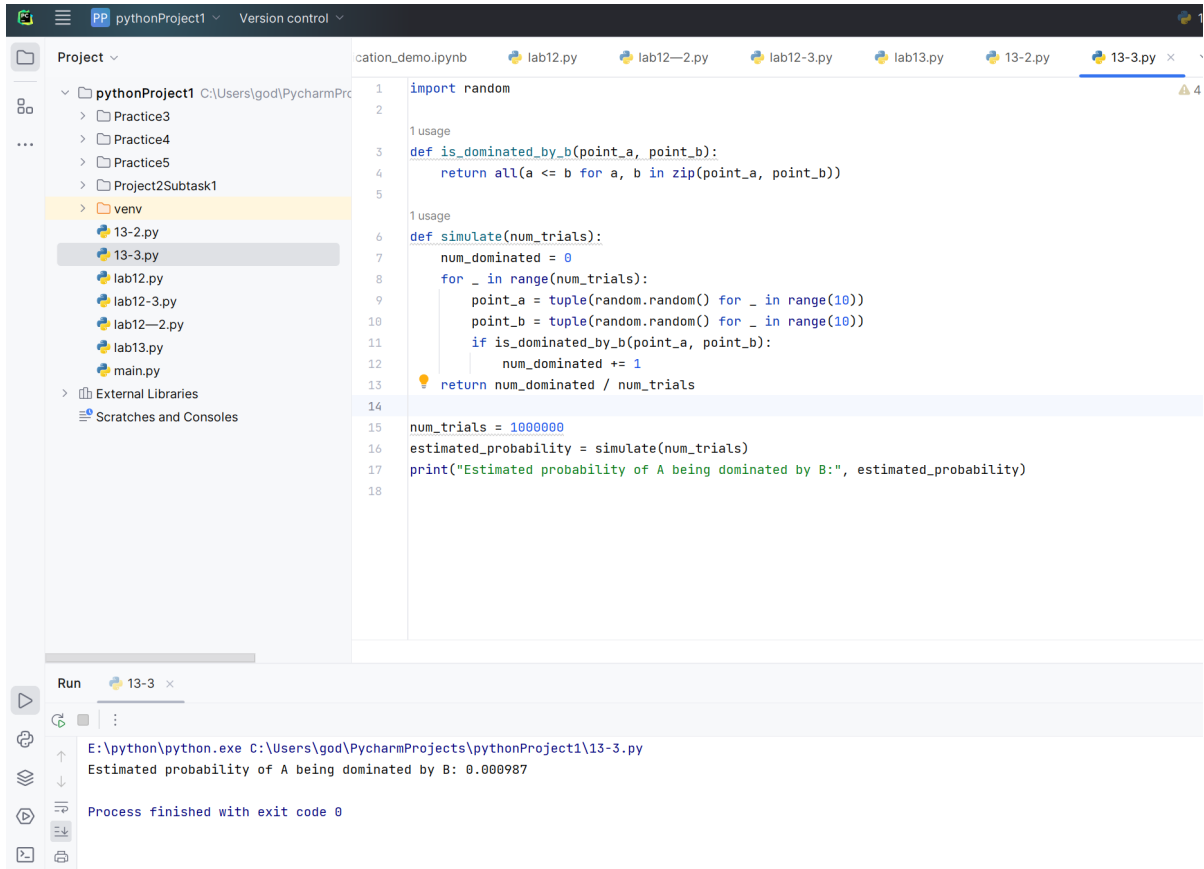 PC
PP pythonProject1 Version control 1
Project
cation_demo.ipynb lab12.py lab12—2.py lab12-3.py lab13.py 13-2.py 13-3.py ×
pythonProject1 C:\Users\god\PycharmPrc
Practice3
Practice4
Practice5
Project2Subtask1
venv
13-2.py
13-3.py
lab12.py
lab12-3.py
lab12—2.py
lab13.py
main.py
External Libraries
Scratches and Consoles
4
1 import random
2
1 usage
3 def is_dominated_by_b(point_a, point_b):
4     return all(a <= b for a, b in zip(point_a, point_b))
5
1 usage
6 def simulate(num_trials):
7     num_dominated = 0
8     for _ in range(num_trials):
9         point_a = tuple(random.random() for _ in range(10))
10         point_b = tuple(random.random() for _ in range(10))
11         if is_dominated_by_b(point_a, point_b):
12             num_dominated += 1
13     return num_dominated / num_trials
14
15 num_trials = 1000000
16 estimated_probability = simulate(num_trials)
17 print("Estimated probability of A being dominated by B:", estimated_probability)
18
Run 13-3 ×
E:\python\python.exe C:\Users\god\PycharmProjects\pythonProject1\13-3.py
Estimated probability of A being dominated by B: 0.000987
Process finished with exit code 0